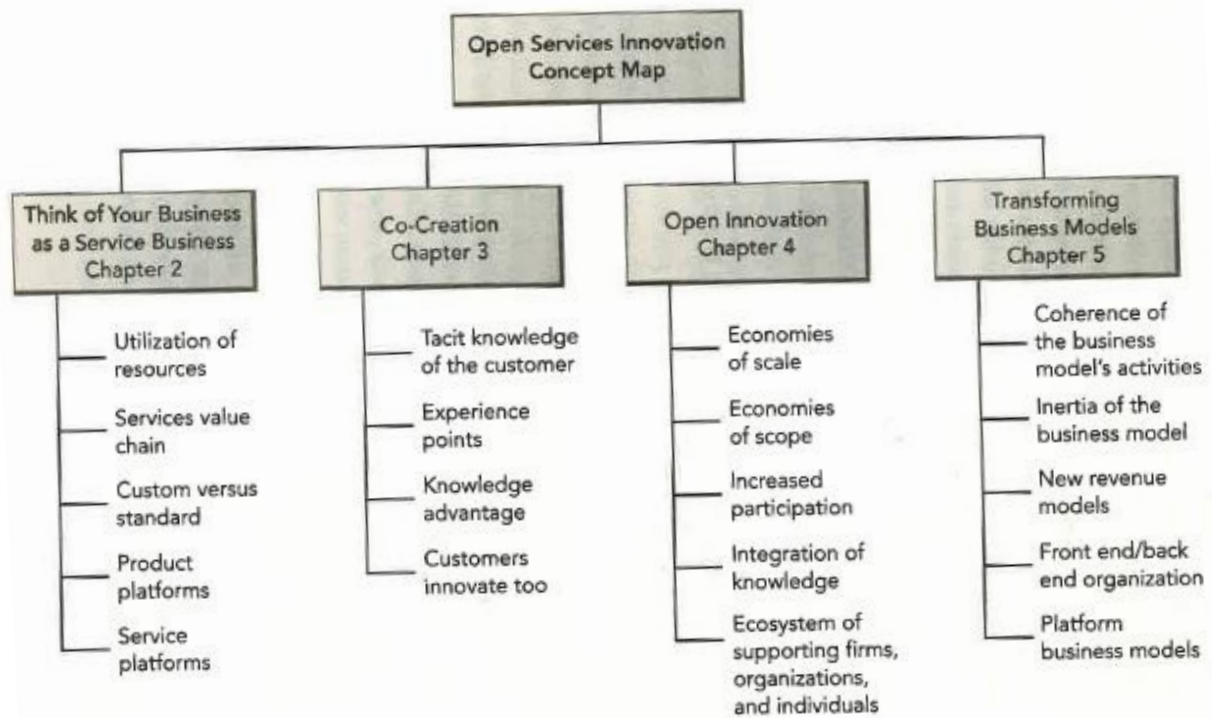 Open Services Innovation
Concept Map
Think of Your Business
as a Service Business
Chapter 2
Utilization of
resources
Services value
chain
Custom versus
standard
Product
platforms
Service
platforms
Co-Creation
Chapter 3
Tacit knowledge
of the customer
Experience
points
Knowledge
advantage
Customers
innovate too
Open Innovation
Chapter 4
Economies
of scale
Economies
of scope
Increased
participation
Integration of
knowledge
Ecosystem of
supporting firms,
organizations,
and individuals
Transforming
Business Models
Chapter 5
Coherence of
the business
model's activities
Inertia of the
business model
New revenue
models
Front end/back
end organization
Platform
business models